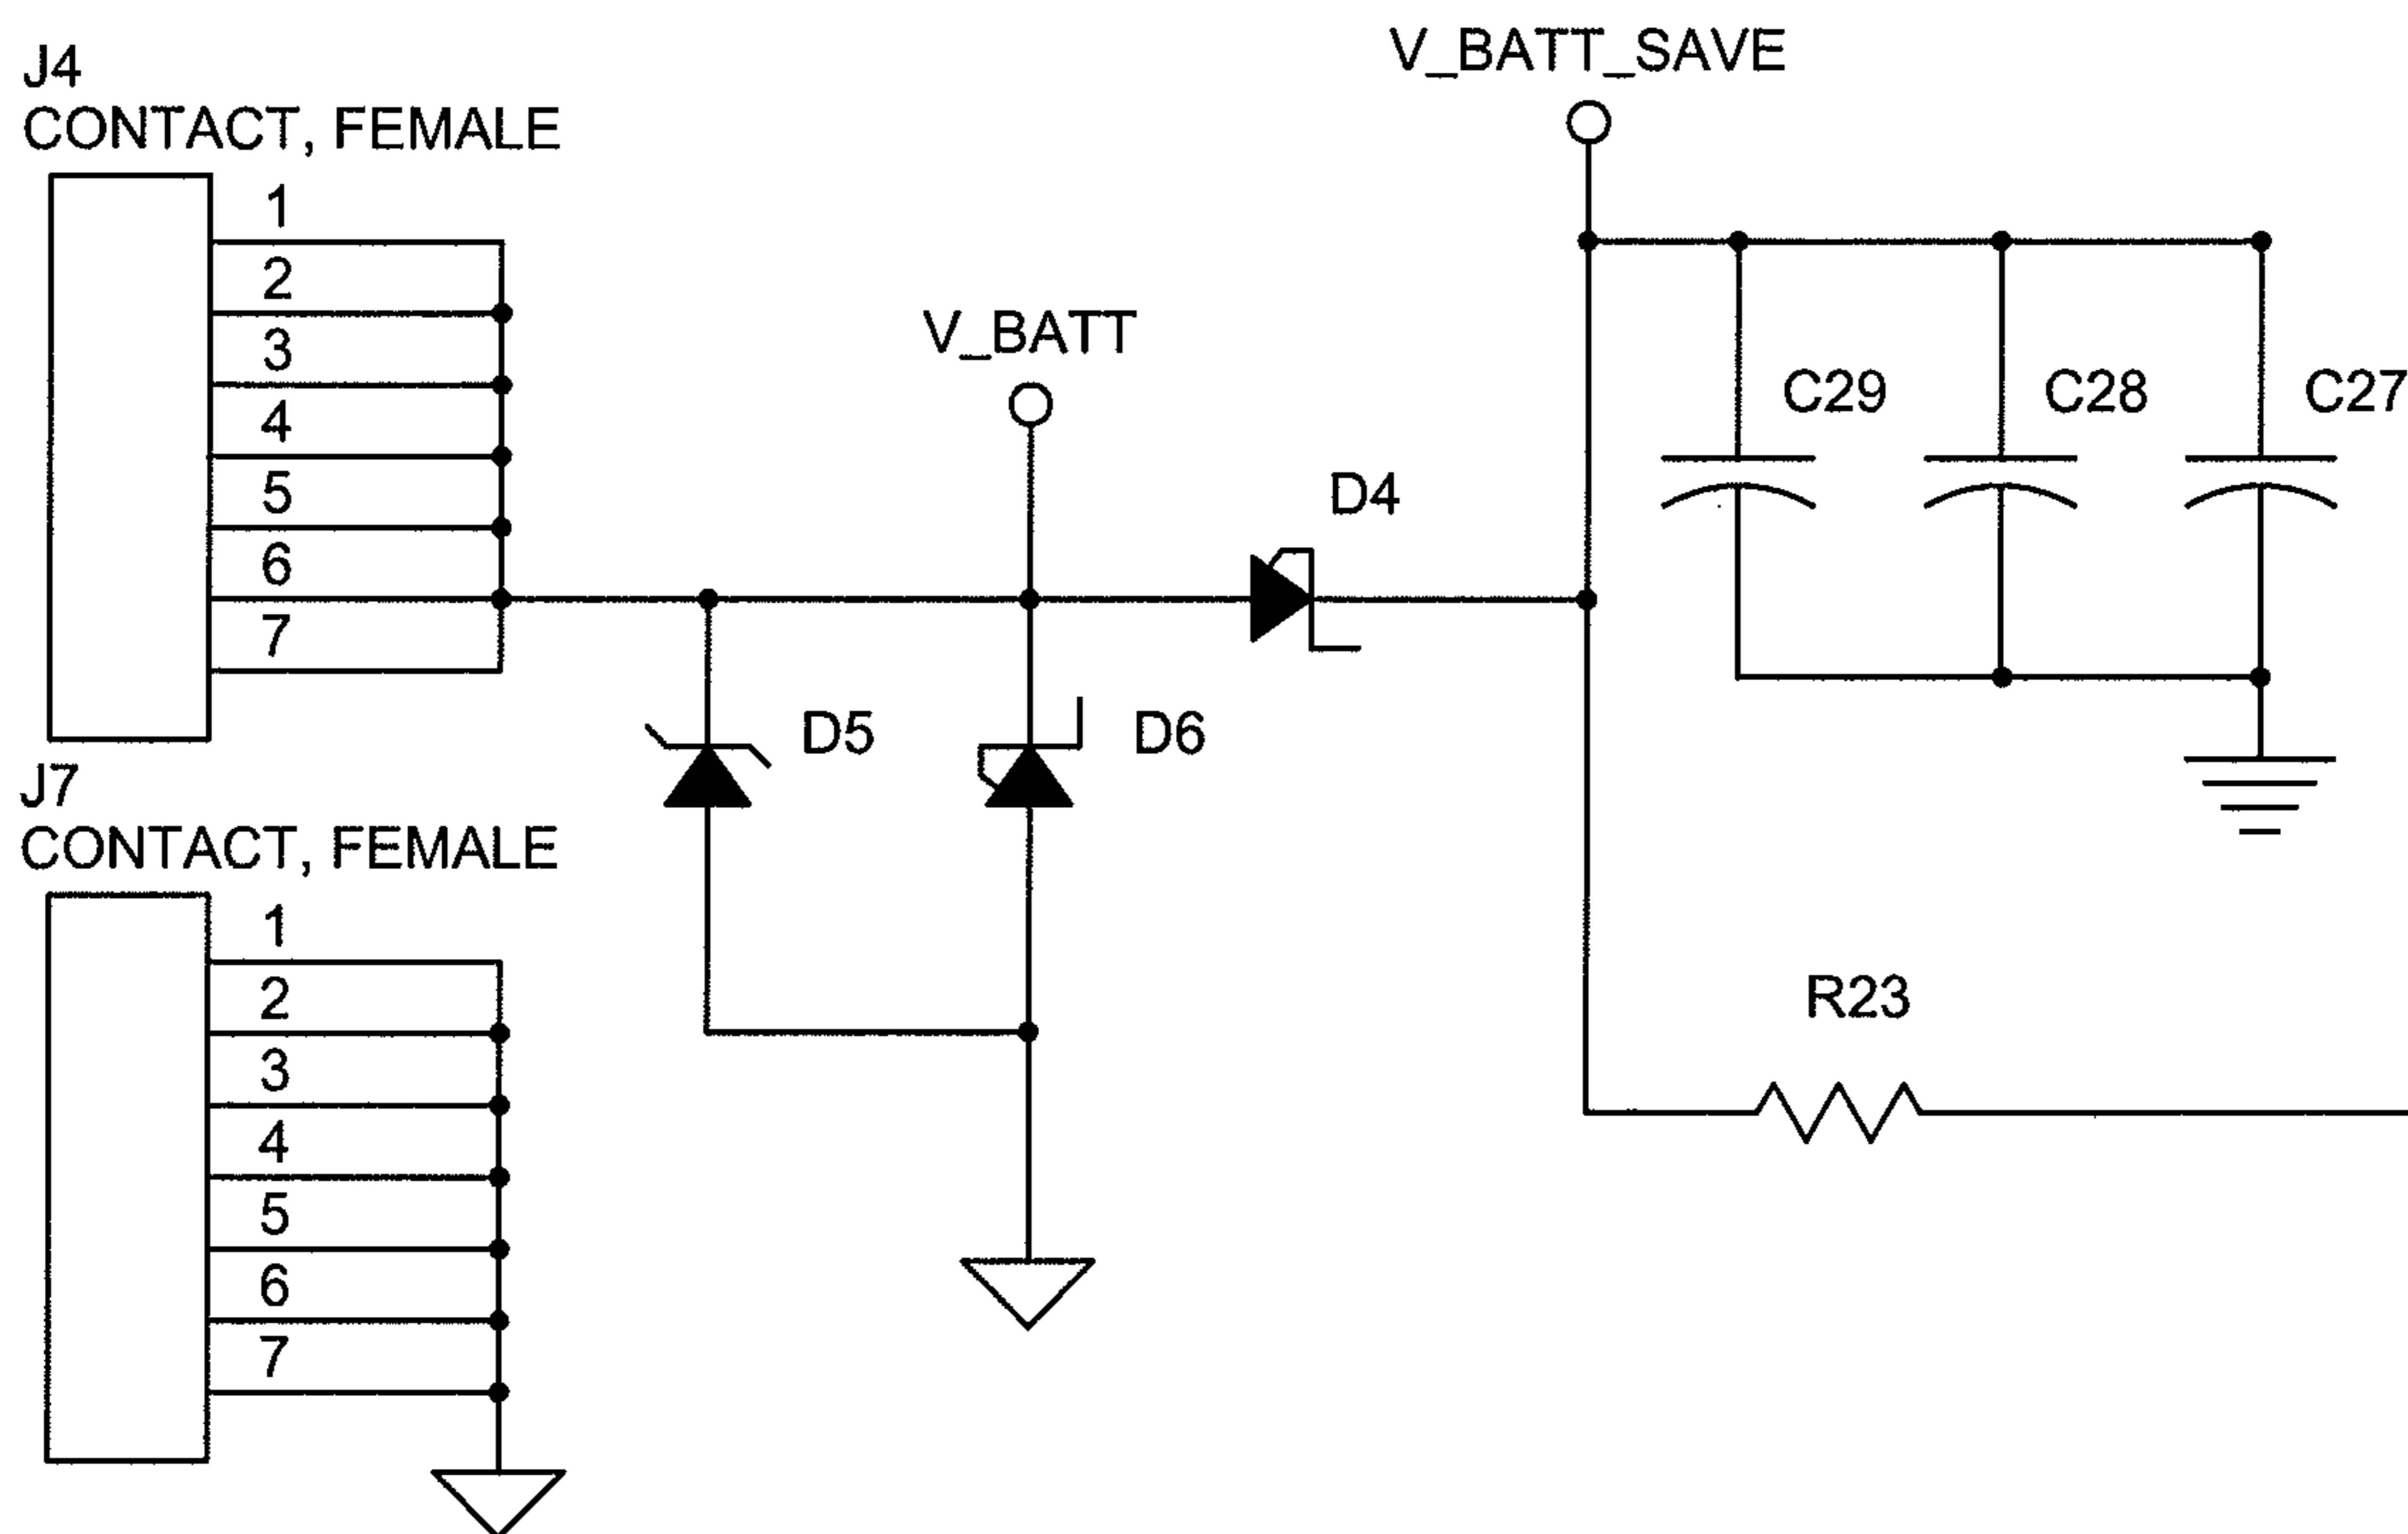 J4
CONTACT, FEMALE
1
2
3
4
5
6
7
J7
CONTACT, FEMALE
1
2
3
4
5
6
7
V_BATT
D5
D6
D4
V_BATT_SAVE
C29
C28
C27
R23